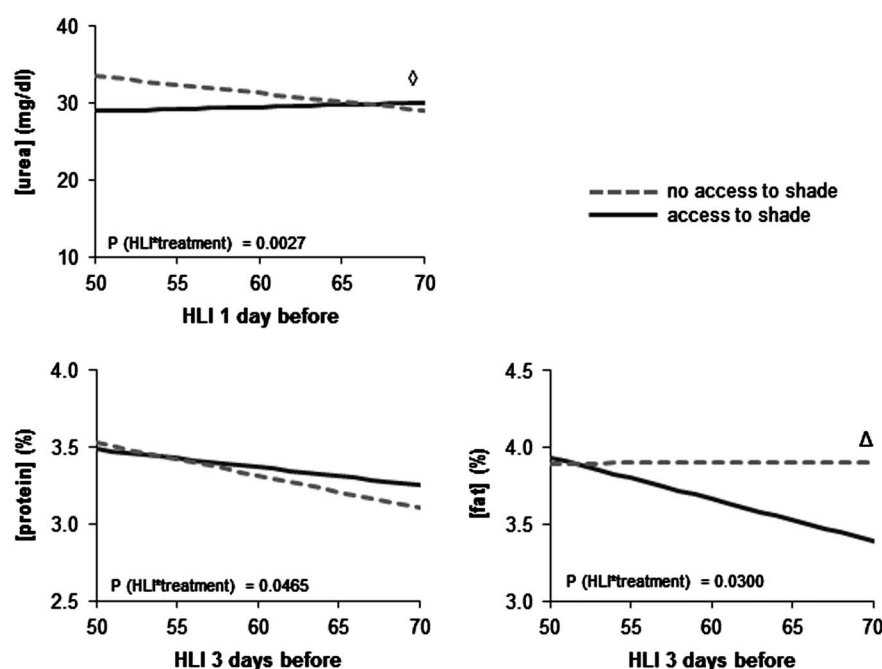 40
30
20
10
[urea] (mg/dl)
◊
P (HLI*treatment) = 0.0027
50 55 60 65 70
HLI 1 day before
no access to shade
access to shade
4.0
3.5
3.0
2.5
[protein] (%)
P (HLI*treatment) = 0.0465
50 55 60 65 70
HLI 3 days before
4.5
4.0
3.5
3.0
[fat] (%)
Δ
P (HLI*treatment) = 0.0300
50 55 60 65 70
HLI 3 days before